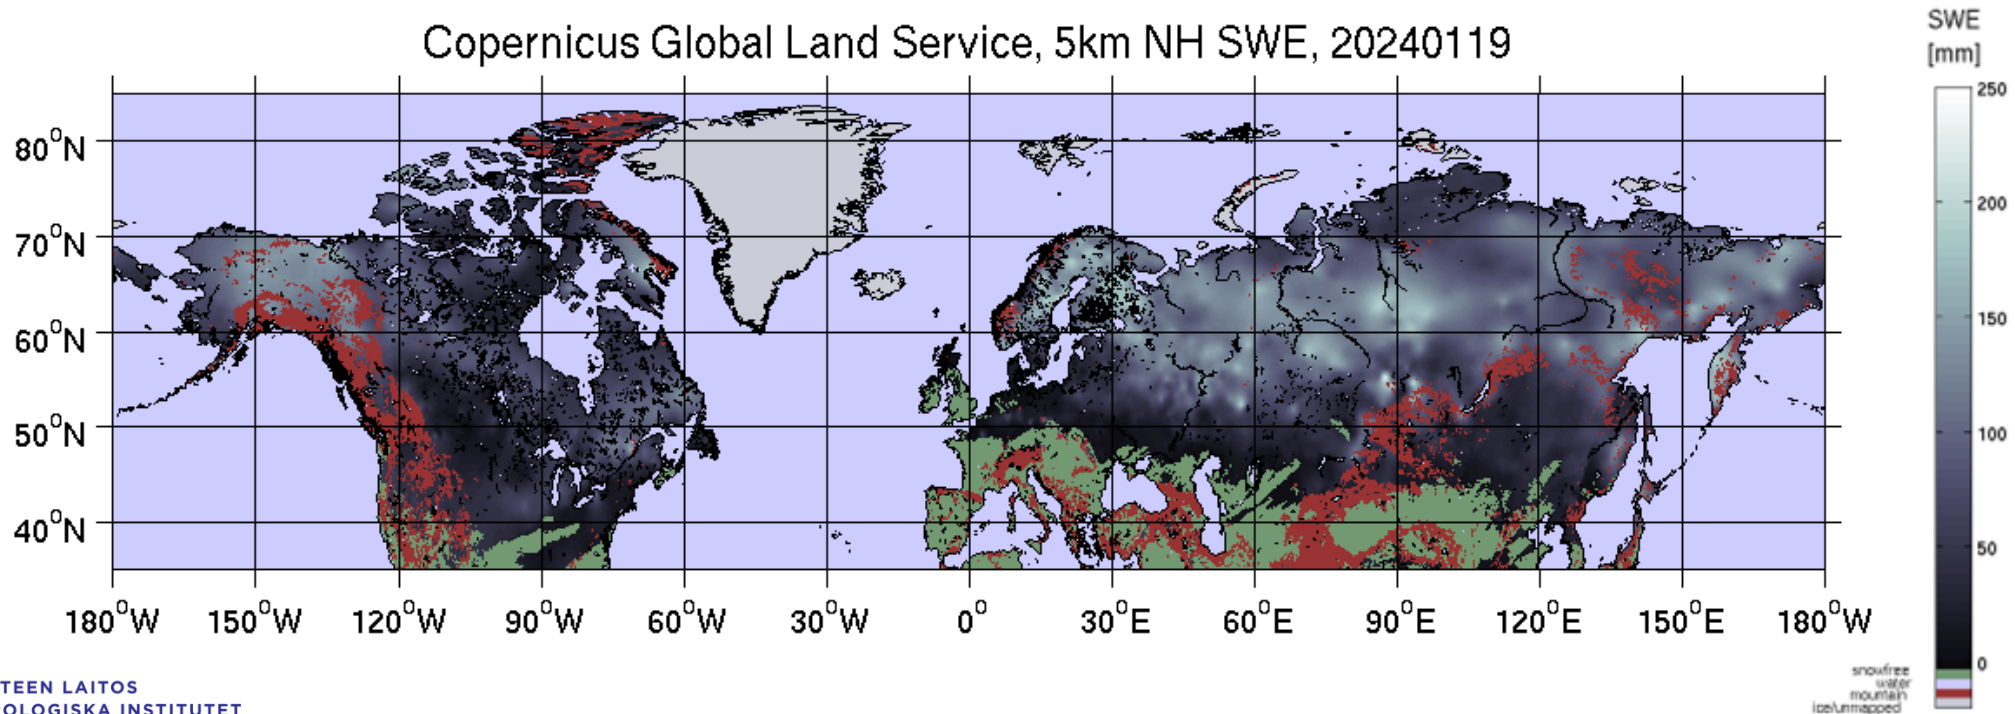 Copernicus Global Land Service, 5km NH SWE, 20240119
SWE
[mm]
250
200
150
100
50
0
snowfree
water
mountain
ice/unmapped
80°N
70°N
60°N
50°N
40°N
180°W 150°W 120°W 90°W 60°W 30°W 0° 30°E 60°E 90°E 120°E 150°E 180°W
TEEN LAITOS
OLOGISKA INSTITUTET